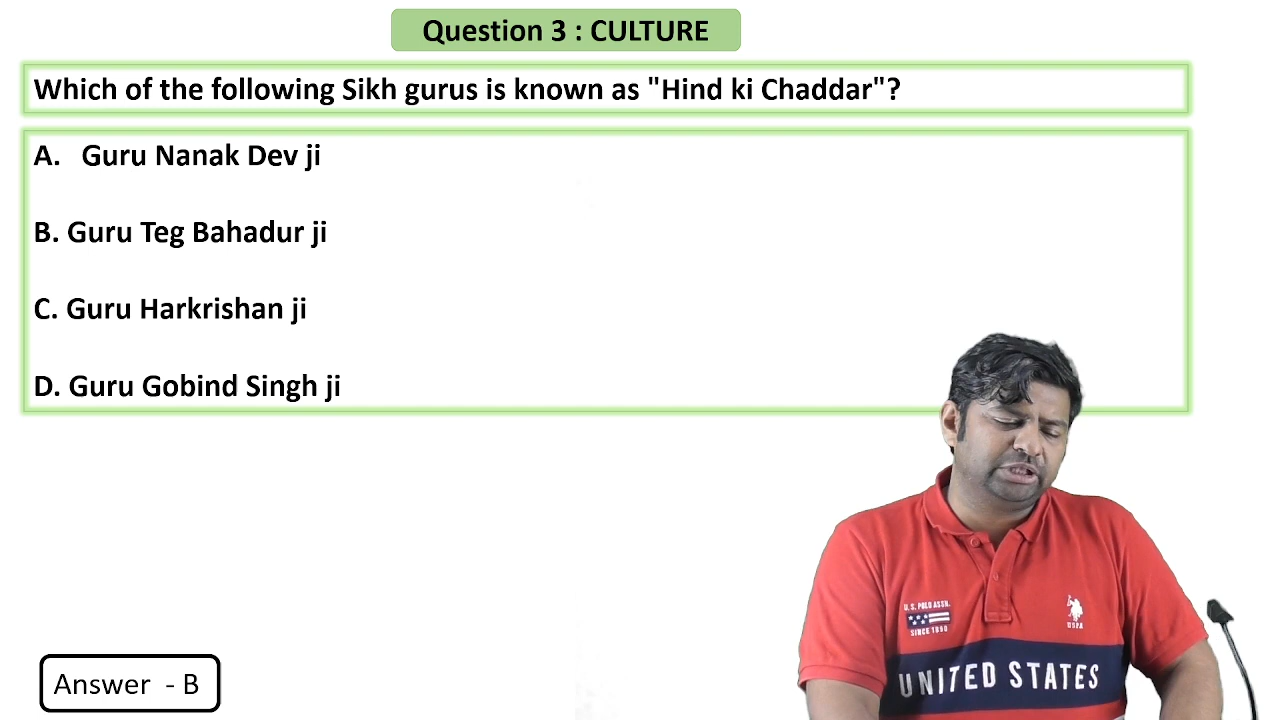 Question 3 : CULTURE
Which of the following Sikh gurus is known as "Hind ki Chaddar"?
A. Guru Nanak Dev ji
B. Guru Teg Bahadur ji
C. Guru Harkrishan ji
D. Guru Gobind Singh ji
U. S. POLO ASSN.
SINCE 1890
USPA
UNITED STATES
Answer - B